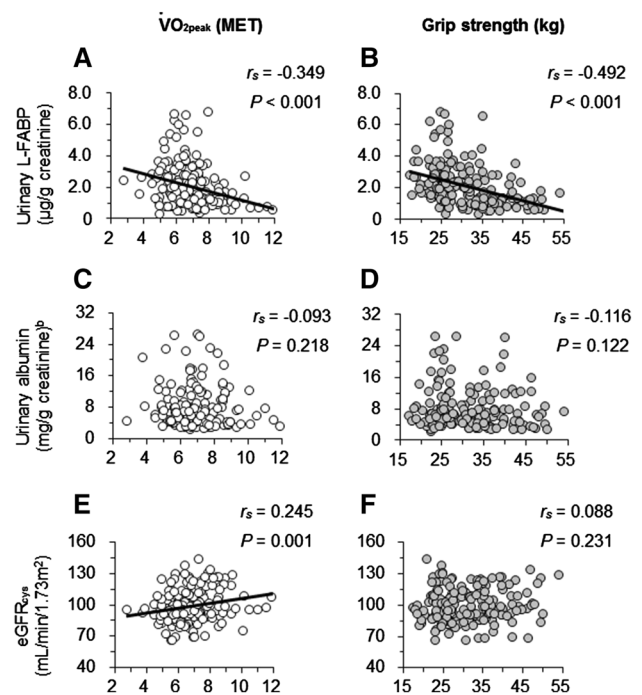 V̇O2peak (MET)
Grip strength (kg)
A
rs = -0.349
P < 0.001
Urinary L-FABP
(µg/g creatinine)
8.0
6.0
4.0
2.0
0
2 4 6 8 10 12
B
rs = -0.492
P < 0.001
8.0
6.0
4.0
2.0
0
15 25 35 45 55
C
rs = -0.093
P = 0.218
Urinary albumin
(mg/g creatinine)b
32
24
16
8
0
2 4 6 8 10 12
D
rs = -0.116
P = 0.122
32
24
16
8
0
15 25 35 45 55
E
rs = 0.245
P = 0.001
eGFRcys
(mL/min/1.73m²)
160
130
100
70
40
2 4 6 8 10 12
F
rs = 0.088
P = 0.231
160
130
100
70
40
15 25 35 45 55